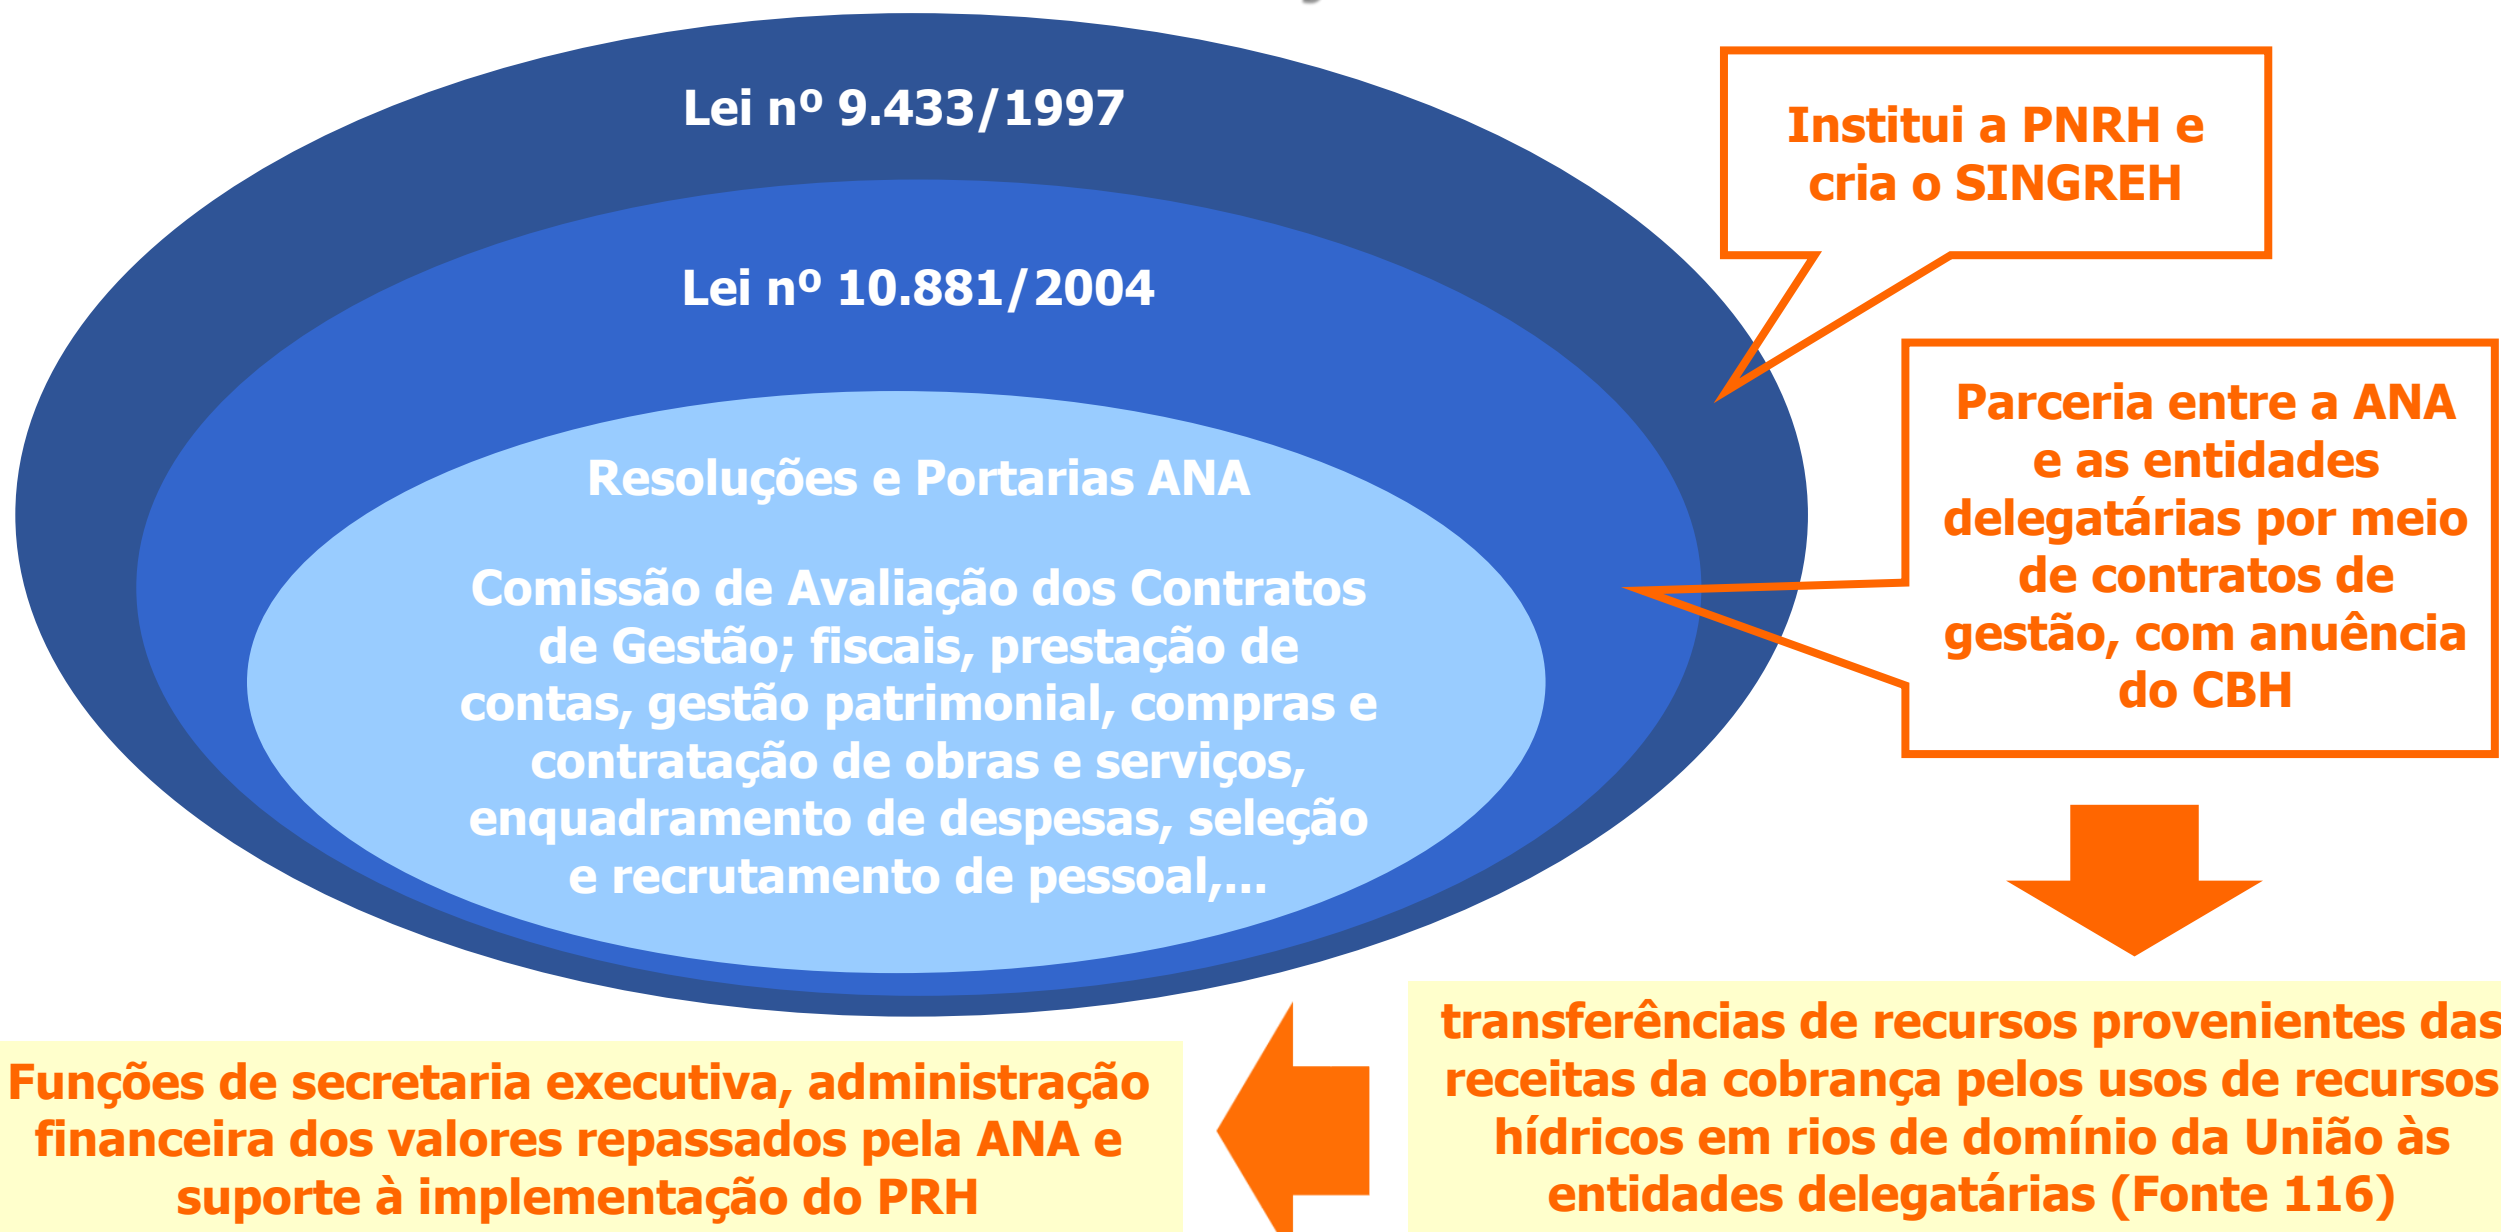 Lei nº 9.433/1997
Institui a PNRH e
cria o SINGREH
Lei nº 10.881/2004
Parceria entre a ANA
e as entidades
delegatárias por meio
de contratos de
gestão, com anuência
do CBH
Resoluções e Portarias ANA
Comissão de Avaliação dos Contratos
de Gestão; fiscais, prestação de
contas, gestão patrimonial, compras e
contratação de obras e serviços,
enquadramento de despesas, seleção
e recrutamento de pessoal,...
transferências de recursos provenientes das
receitas da cobrança pelos usos de recursos
hídricos em rios de domínio da União às
entidades delegatárias (Fonte 116)
Funções de secretaria executiva, administração
financeira dos valores repassados pela ANA e
suporte à implementação do PRH